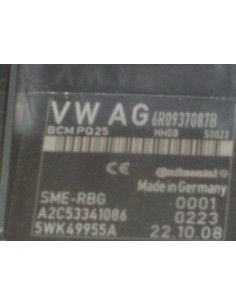 VW AG 6R0937087B
BCM PQ25 HH08 S0023
CE Continental
Made in Germany
SME-RBG 0001
A2C53341086 0223
5WK49955A 22.10.08